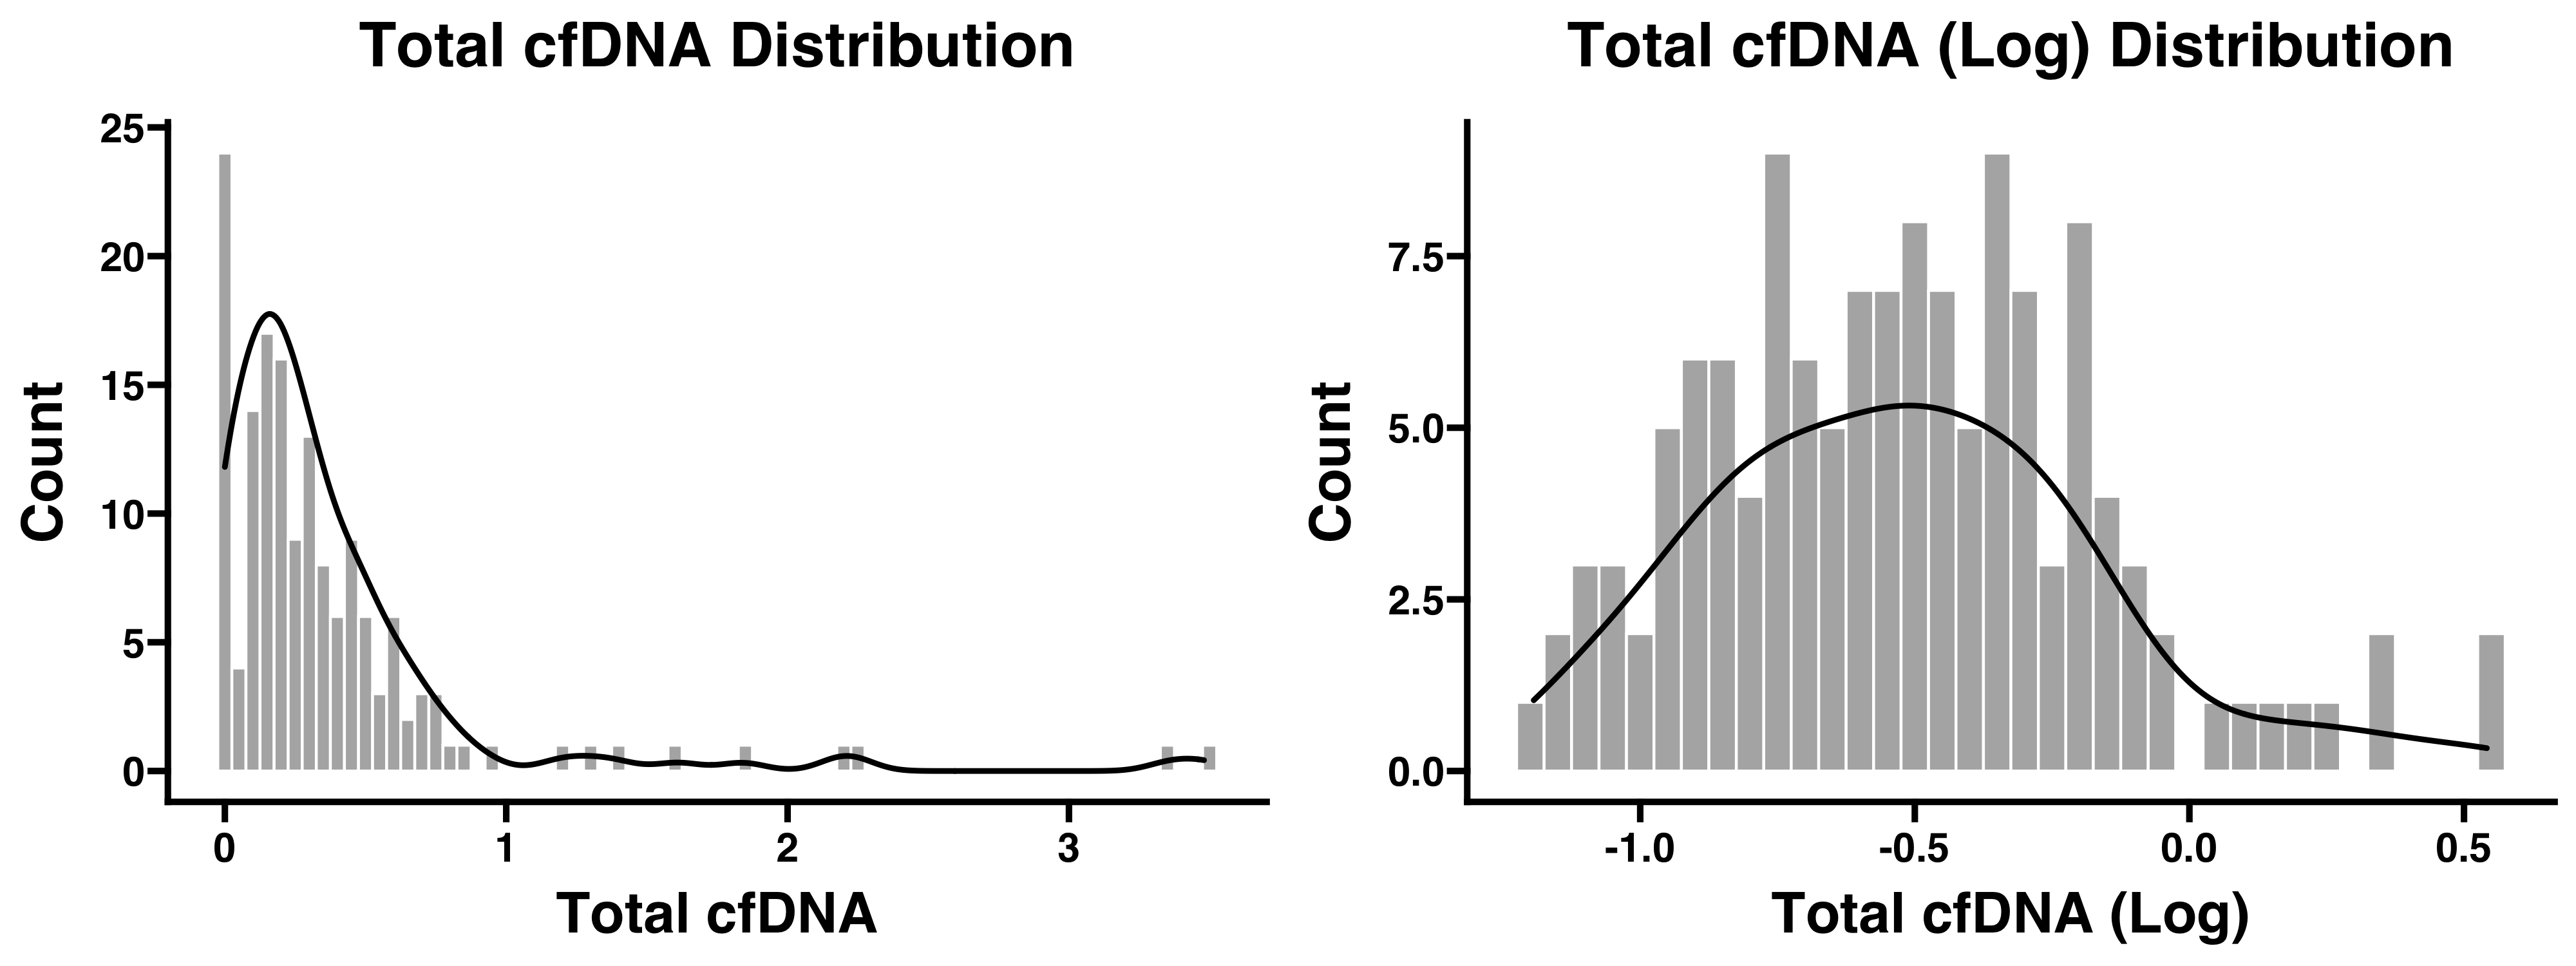 Total cfDNA Distribution
25
20
15
10
5
0
Count
0 1 2 3
Total cfDNA
Total cfDNA (Log) Distribution
7.5
5.0
2.5
0.0
Count
-1.0 -0.5 0.0 0.5
Total cfDNA (Log)